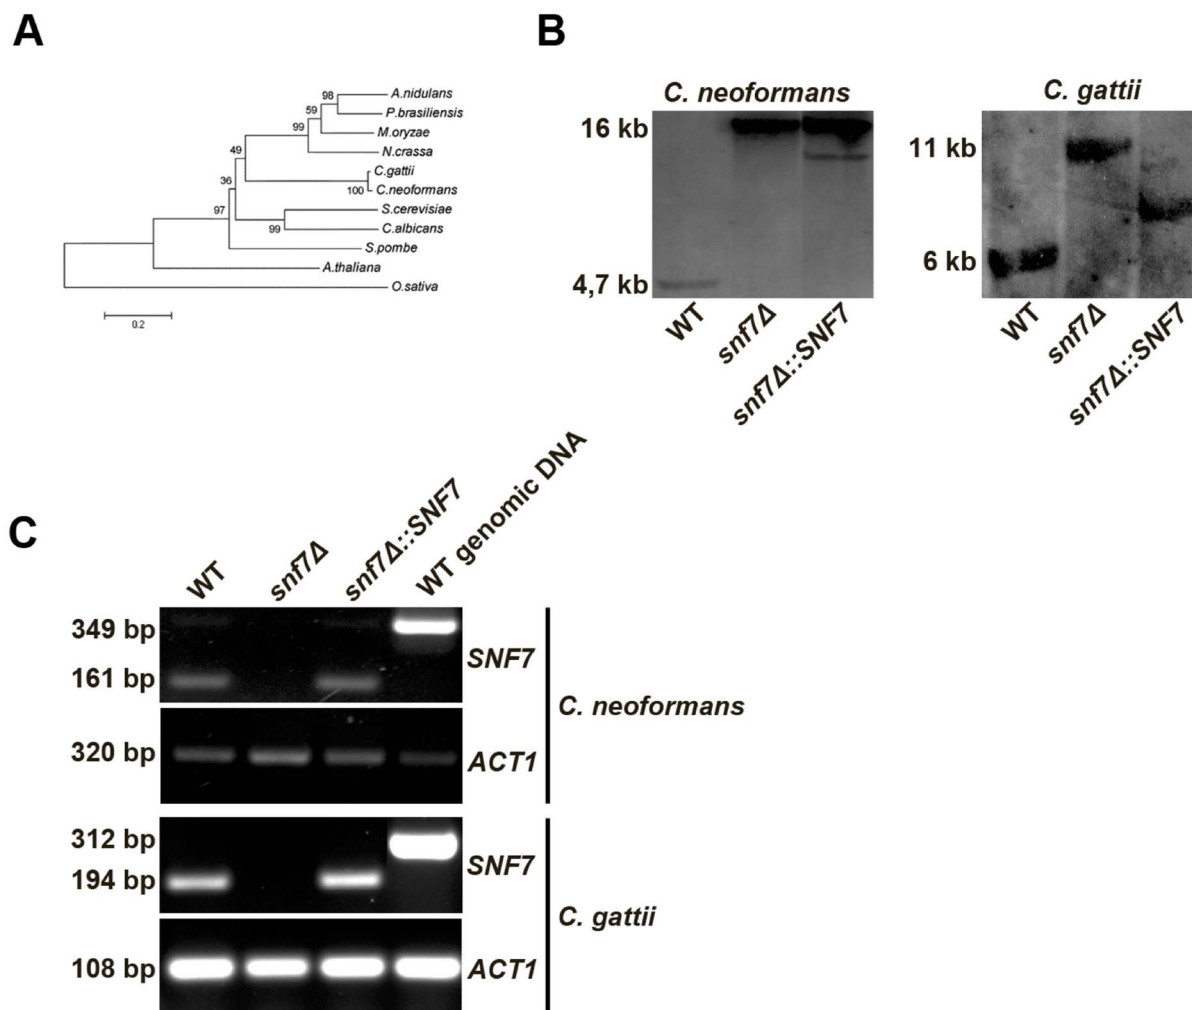 A
98
A.nidulans
59
P.brasiliensis
99
M.oryzae
N.crassa
49
C.gattii
36
100
C.neoformans
97
S.cerevisiae
99
C.albicans
S.pombe
A.thaliana
O.sativa
0.2
B
C. neoformans
16 kb
4,7 kb
WT
snf7Δ
snf7Δ::SNF7
C. gattii
11 kb
6 kb
WT
snf7Δ
snf7Δ::SNF7
C
WT
snf7Δ
snf7Δ::SNF7
WT genomic DNA
349 bp
161 bp
SNF7
320 bp
ACT1
C. neoformans
312 bp
194 bp
SNF7
108 bp
ACT1
C. gattii